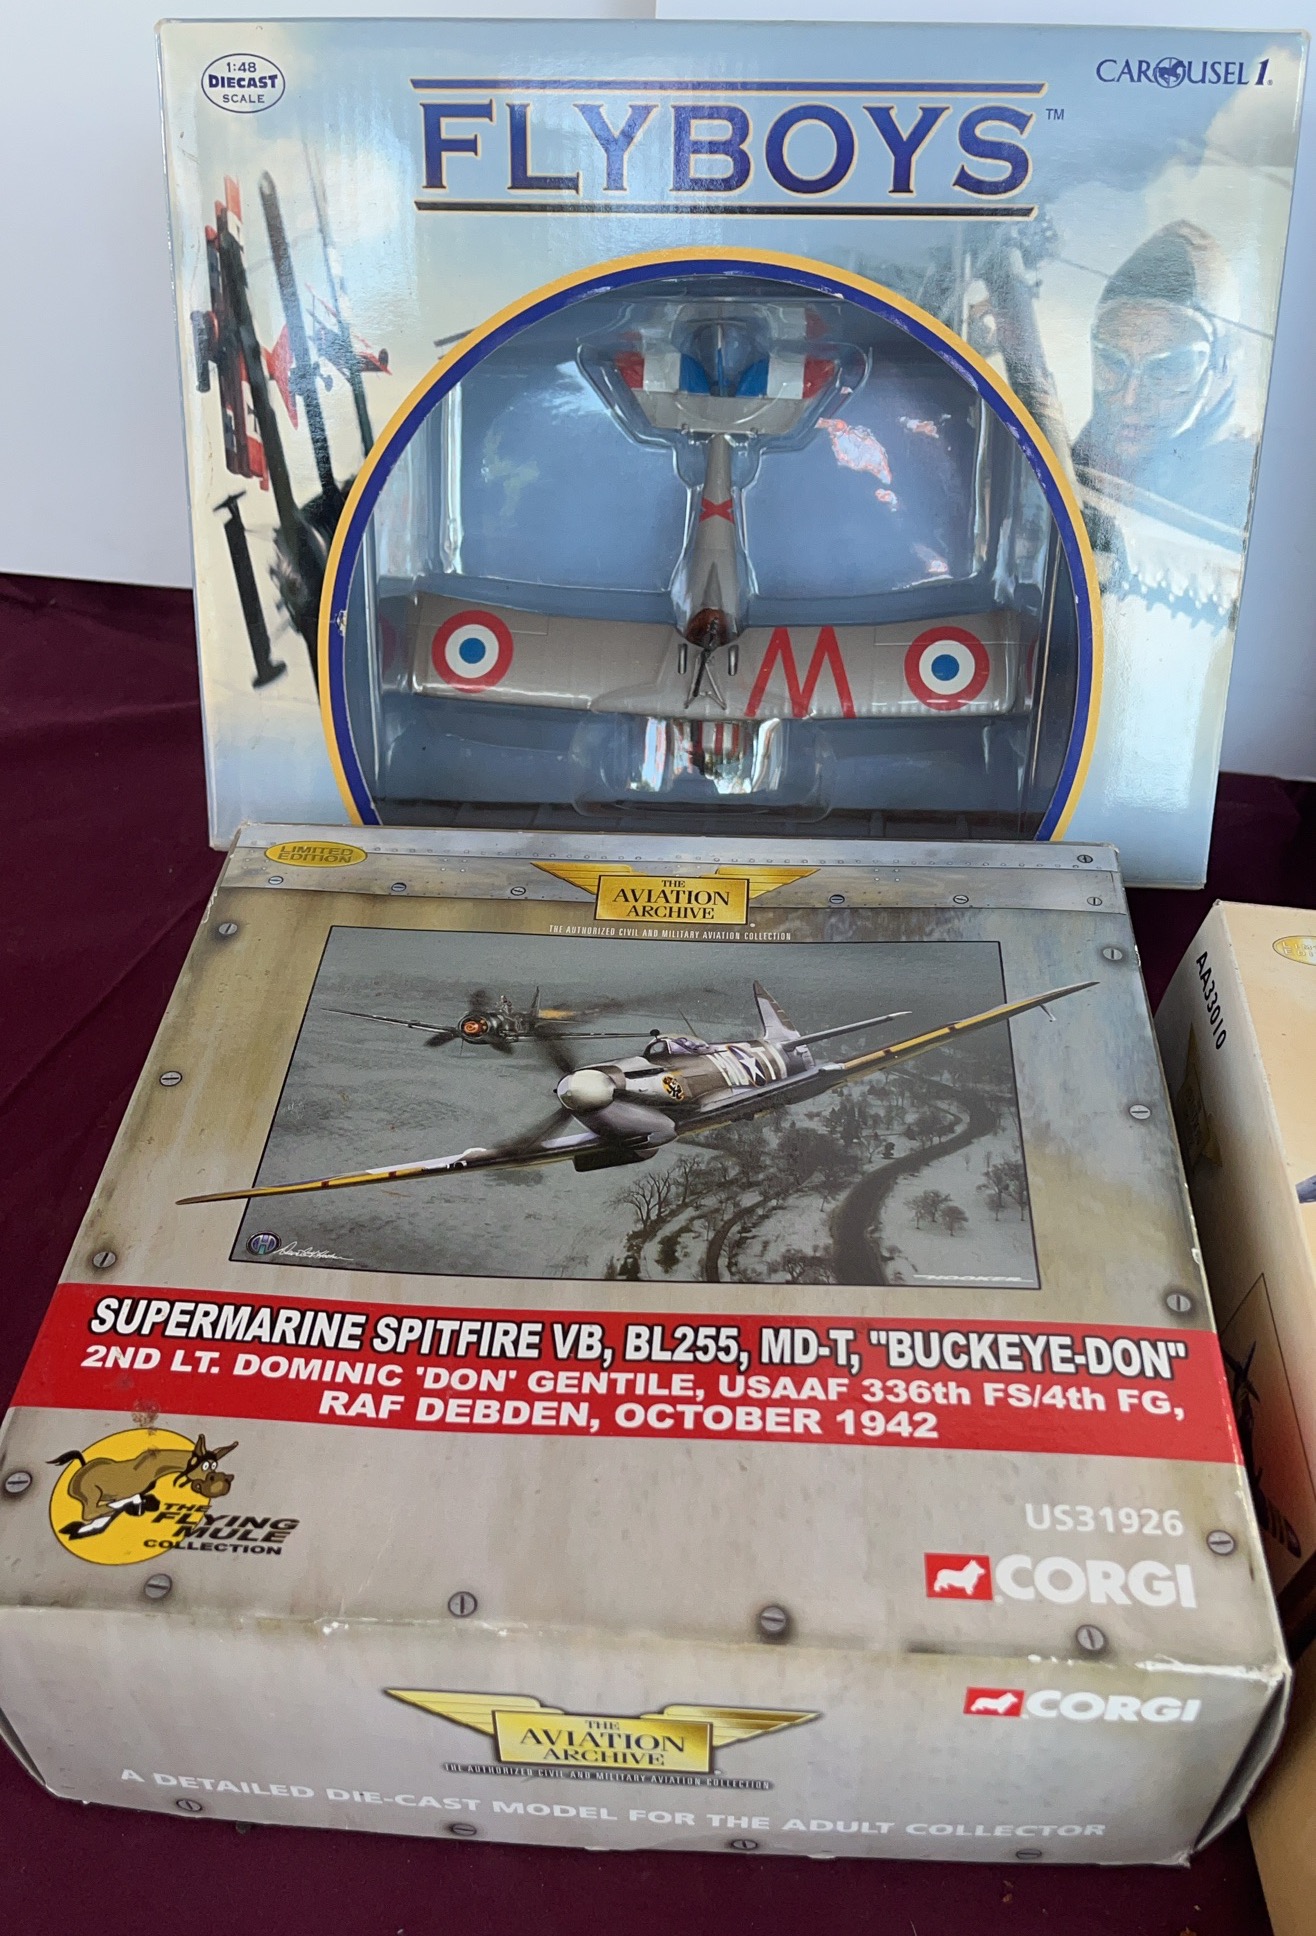 1:48
DIECAST
SCALE
CAROUSEL 1.
FLYBOYS™
W
LIMITED
EDITION
THE
AVIATION
ARCHIVE
THE AUTHORIZED CIVIL AND MILITARY AVIATION COLLECTION
AA33010
HOOKER
SUPERMARINE SPITFIRE VB, BL255, MD-T, "BUCKEYE-DON"
2ND LT. DOMINIC 'DON' GENTILE, USAAF 336th FS/4th FG,
RAF DEBDEN, OCTOBER 1942
THE
FLYING
MULE
COLLECTION
US31926
CORGI
CORGI
THE
AVIATION
ARCHIVE
THE AUTHORIZED CIVIL AND MILITARY AVIATION COLLECTION
A DETAILED DIE-CAST MODEL FOR THE ADULT COLLECTOR